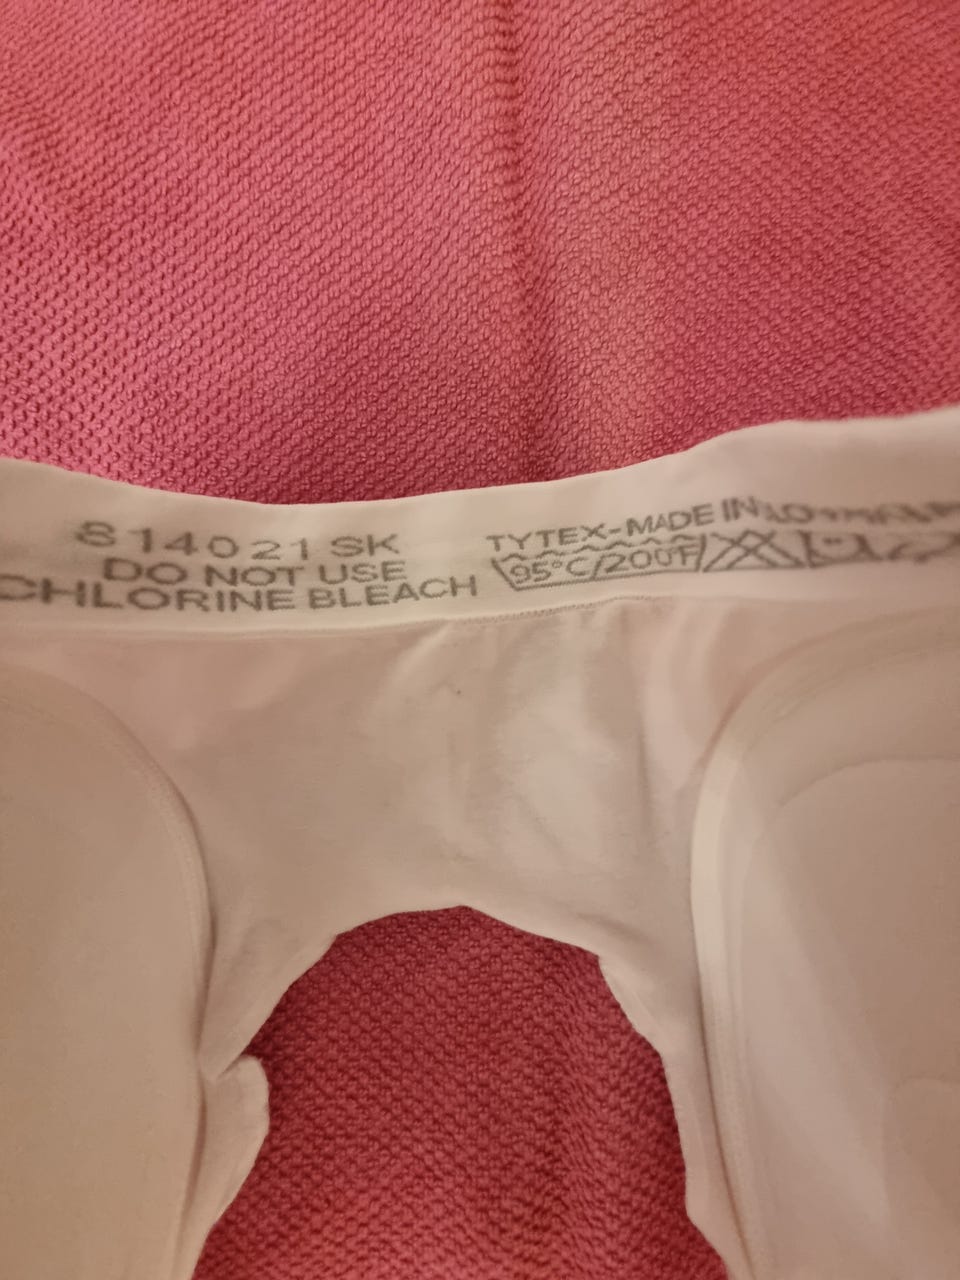 814021 SK
DO NOT USE
CHLORINE BLEACH
TYTEX-MADE IN
95°C/200°F